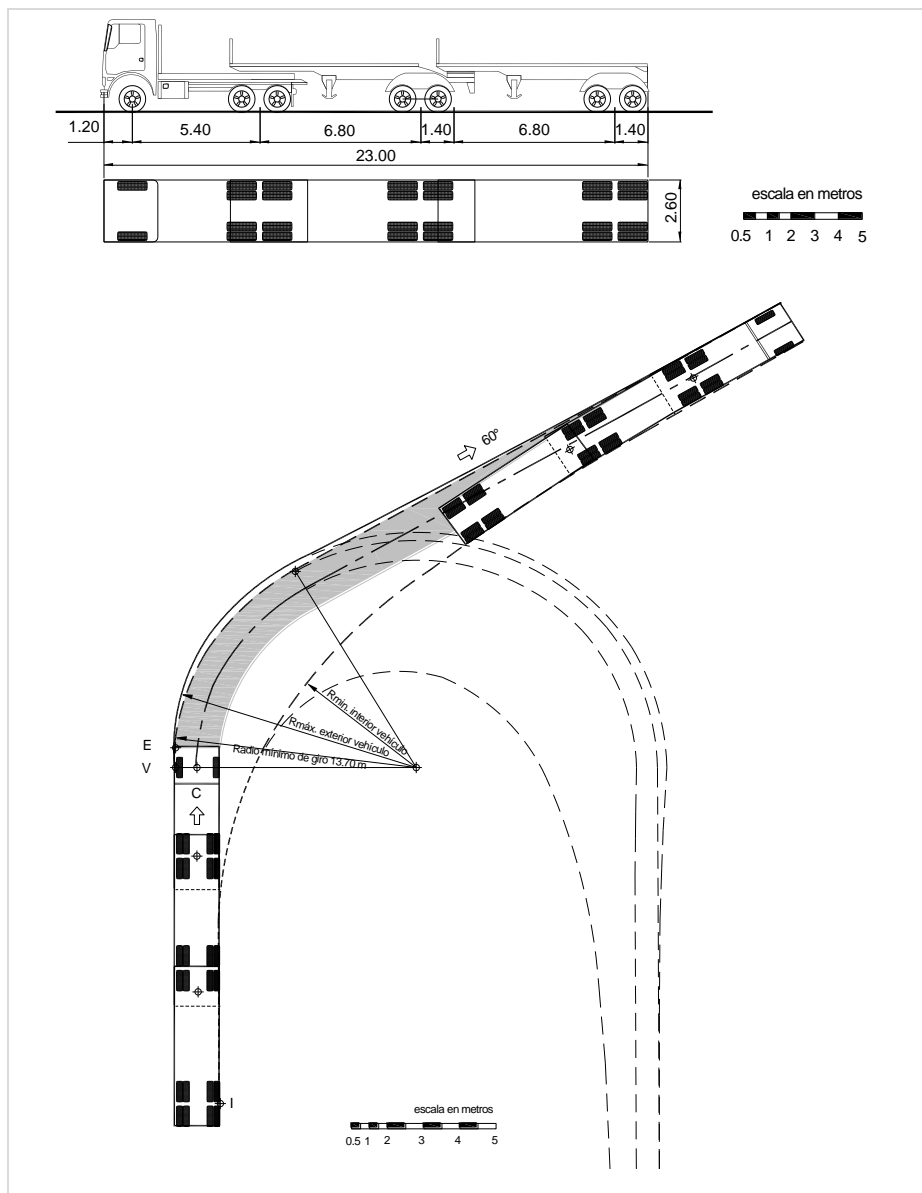 1.20
5.40
6.80
1.40
6.80
1.40
23.00
2.60
escala en metros
0.5 1 2 3 4 5
60°
Rmin. interior vehículo
Rmáx. exterior vehículo
Radio mínimo de giro 13.70 m
E
V
C
I
escala en metros
0.5 1 2 3 4 5